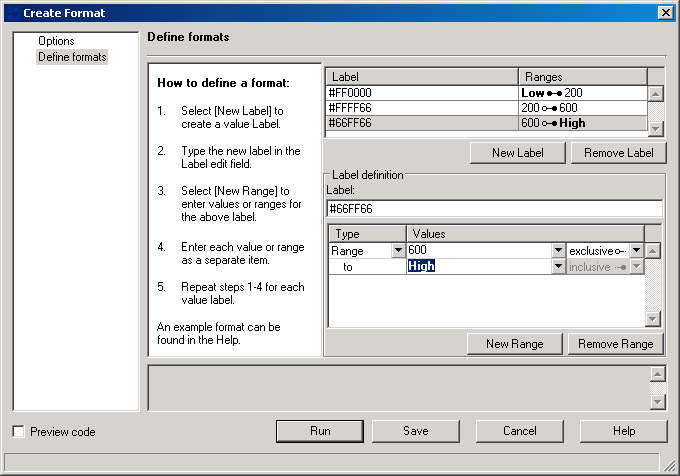 Create Format
Options
Define formats
Define formats
How to define a format:
1. Select [New Label] to
create a value Label.
2. Type the new label in the
Label edit field.
3. Select [New Range] to
enter values or ranges for
the above label.
4. Enter each value or range
as a separate item.
5. Repeat steps 1-4 for each
value label.
An example format can be
found in the Help.
Label Ranges
#FF0000 Low 200
#FFFF66 200 600
#66FF66 600 High
New Label Remove Label
Label definition
Label:
#66FF66
Type Values
Range 600 exclusive
to High inclusive
New Range Remove Range
Preview code
Run Save Cancel Help